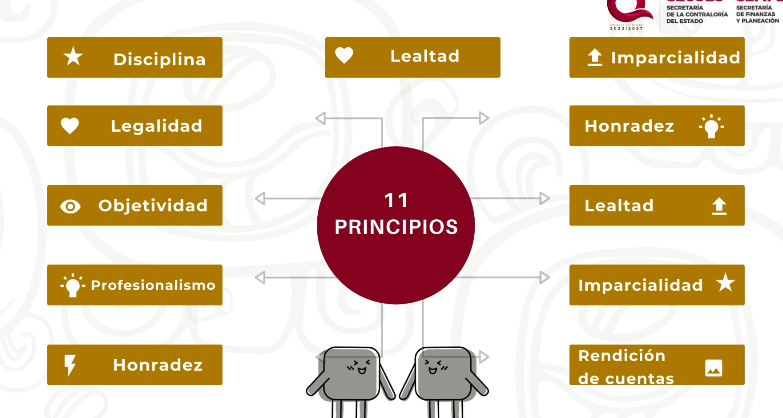 SECRETARÍA
DE LA CONTRALORÍA
DEL ESTADO
SECRETARÍA
DE FINANZAS
Y PLANEACIÓN
2022|2027
Disciplina
Lealtad
Imparcialidad
Legalidad
Honradez
Objetividad
11
PRINCIPIOS
Lealtad
Profesionalismo
Imparcialidad
Honradez
Rendición
de cuentas